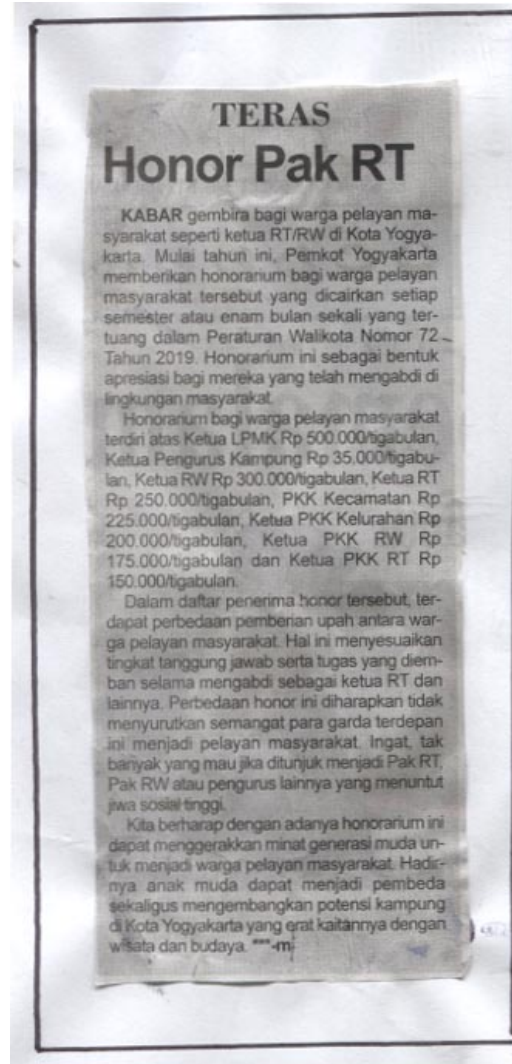 TERAS
Honor Pak RT
KABAR gembira bagi warga pelayan ma-
syarakat seperti ketua RT/RW di Kota Yogya-
karta. Mulai tahun ini, Pemkot Yogyakarta
memberikan honorarium bagi warga pelayan
masyarakat tersebut yang dicairkan setiap
semester atau enam bulan sekali yang ter-
tuang dalam Peraturan Walikota Nomor 72
Tahun 2019. Honorarium ini sebagai bentuk
apresiasi bagi mereka yang telah mengabdi di
lingkungan masyarakat.
Honorarium bagi warga pelayan masyarakat
terdiri atas Ketua LPMK Rp 500.000/tigabulan,
Ketua Pengurus Kampung Rp 35.000/tigabu-
lan, Ketua RW Rp 300.000/tigabulan, Ketua RT
Rp 250.000/tigabulan, PKK Kecamatan Rp
225.000/tigabulan, Ketua PKK Kelurahan Rp
200.000/tigabulan, Ketua PKK RW Rp
175.000/tigabulan dan Ketua PKK RT Rp
150.000/tigabulan.
Dalam daftar penerima honor tersebut, ter-
dapat perbedaan pemberian upah antara war-
ga pelayan masyarakat. Hal ini menyesuaikan
tingkat tanggung jawab serta tugas yang diem-
ban selama mengabdi sebagai ketua RT dan
lainnya. Perbedaan honor ini diharapkan tidak
menyurutkan semangat para garda terdepan
ini menjadi pelayan masyarakat. Ingat, tak
banyak yang mau jika ditunjuk menjadi Pak RT,
Pak RW atau pengurus lainnya yang menuntut
jiwa sosial tinggi.
Kita berharap dengan adanya honorarium ini
dapat menggerakkan minat generasi muda un-
tuk menjadi warga pelayan masyarakat. Hadir-
nya anak muda dapat menjadi pembeda
sekaligus mengembangkan potensi kampung
di Kota Yogyakarta yang erat kaitannya dengan
wisata dan budaya. ***-m